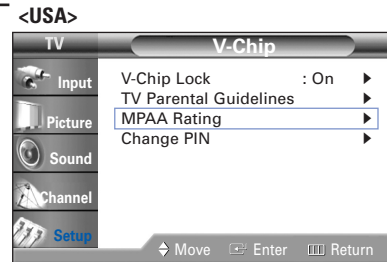 <USA>
TV
V-Chip
Input
Picture
Sound
Channel
Setup
V-Chip Lock : On ▶
TV Parental Guidelines ▶
MPAA Rating ▶
Change PIN ▶
Move Enter Return